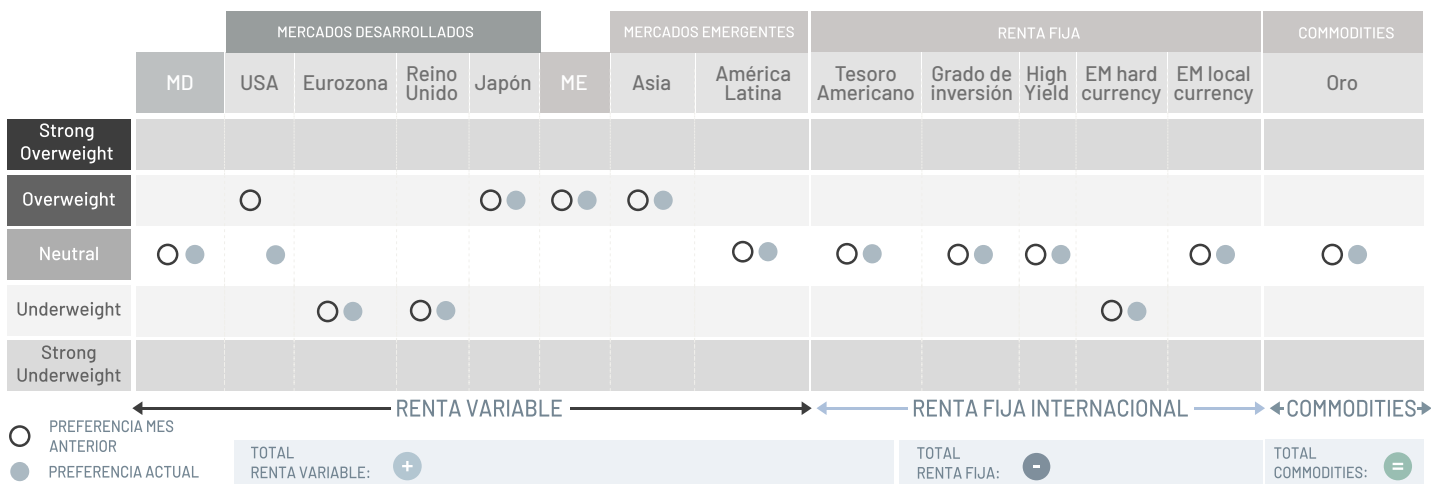 MERCADOS DESARROLLADOS
MERCADOS EMERGENTES
RENTA FIJA
COMMODITIES
MD
USA
Eurozona
Reino
Unido
Japón
ME
Asia
América
Latina
Tesoro
Americano
Grado de
inversión
High
Yield
EM hard
currency
EM local
currency
Oro
Strong
Overweight
Overweight
Neutral
Underweight
Strong
Underweight
RENTA VARIABLE
RENTA FIJA INTERNACIONAL
COMMODITIES
PREFERENCIA MES
ANTERIOR
PREFERENCIA ACTUAL
TOTAL
RENTA VARIABLE: +
TOTAL
RENTA FIJA: -
TOTAL
COMMODITIES: =